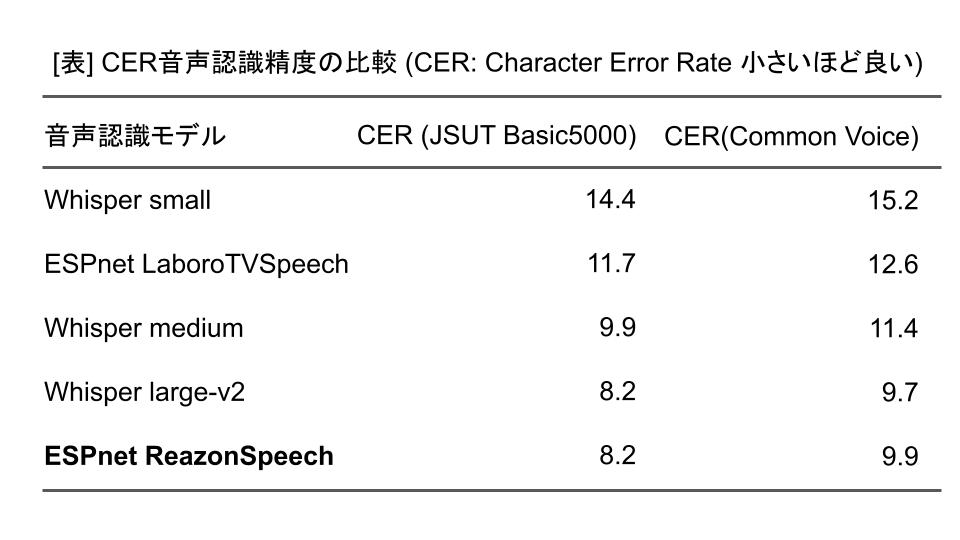 [表] CER音声認識精度の比較 (CER: Character Error Rate 小さいほど良い)
音声認識モデル CER (JSUT Basic5000) CER(Common Voice)
Whisper small 14.4 15.2
ESPnet LaboroTVSpeech 11.7 12.6
Whisper medium 9.9 11.4
Whisper large-v2 8.2 9.7
ESPnet ReazonSpeech 8.2 9.9